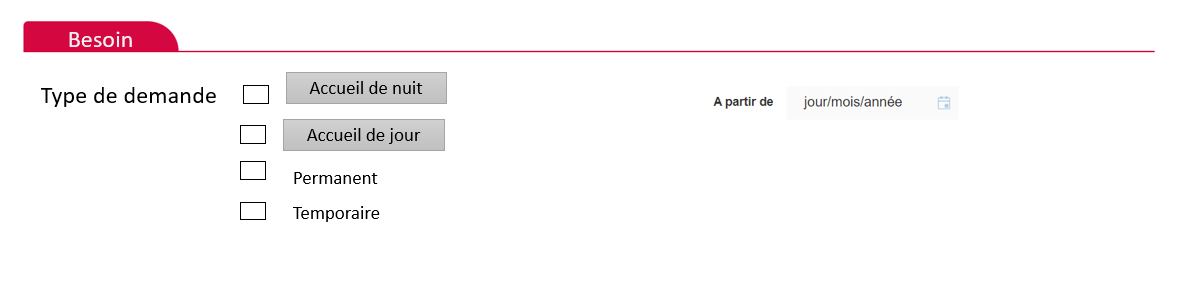 Besoin
Type de demande
Accueil de nuit
A partir de
jour/mois/année
Accueil de jour
Permanent
Temporaire